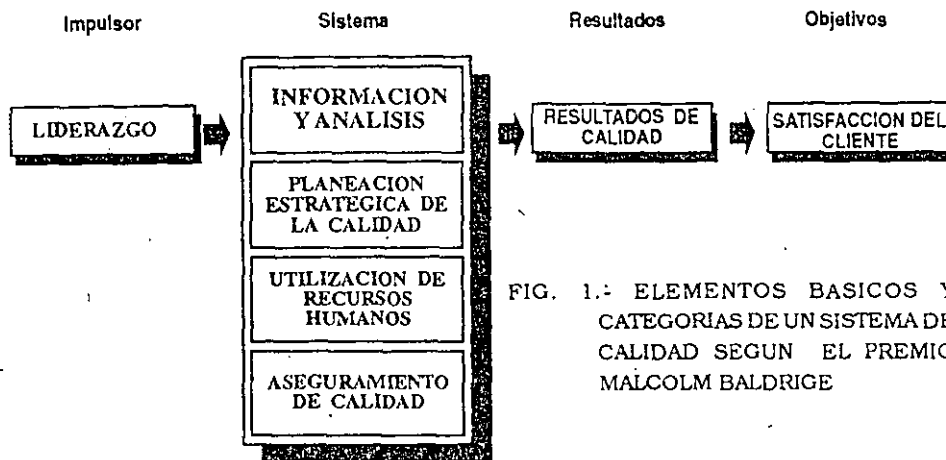 Impulsor
Sistema
Resultados
Objetivos
LIDERAZGO
INFORMACION
Y ANALISIS
PLANEACION
ESTRATEGICA DE
LA CALIDAD
UTILIZACION DE
RECURSOS
HUMANOS
ASEGURAMIENTO
DE CALIDAD
RESULTADOS DE
CALIDAD
SATISFACCION DEL
CLIENTE
FIG. 1.- ELEMENTOS BASICOS Y
CATEGORIAS DE UN SISTEMA DE
CALIDAD SEGUN EL PREMIO
MALCOLM BALDRIGE